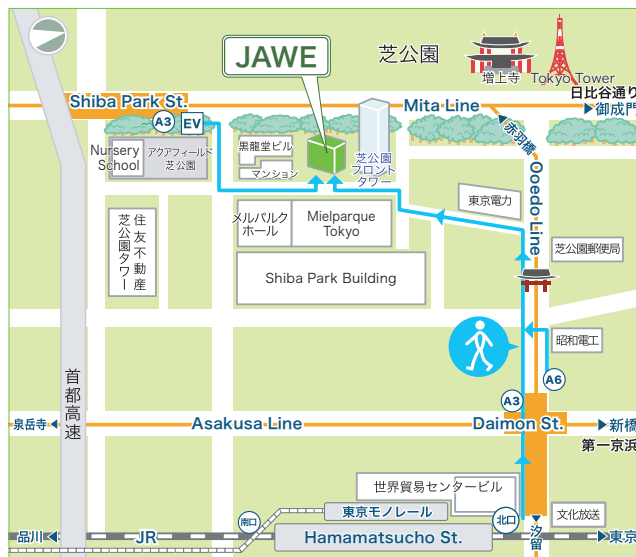 JAWE
芝公園
増上寺
Tokyo Tower
日比谷通り
Shiba Park St.
Mita Line
御成門
A3
EV
赤羽橋
Nursery
School
アクアフィールド
芝公園
黒龍堂ビル
マンション
芝公園
フロント
タワー
Ooedo Line
東京電力
住友不動産
芝公園タワー
メルパルク
ホール
Mielparque
Tokyo
芝公園郵便局
Shiba Park Building
昭和電工
首都高速
A6
A3
泉岳寺
Asakusa Line
Daimon St.
新橋
第一京浜
世界貿易センタービル
東京モノレール
南口
北口
文化放送
汐留
品川
JR
Hamamatsucho St.
東京